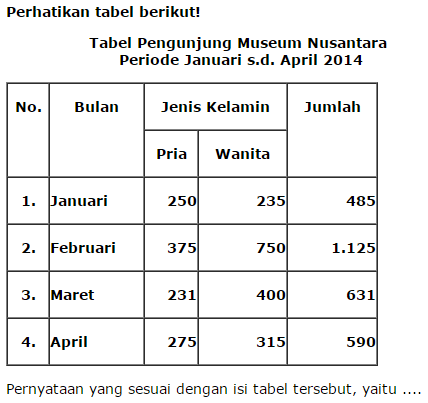 Perhatikan tabel berikut!
Tabel Pengunjung Museum Nusantara
Periode Januari s.d. April 2014
No. Bulan Jenis Kelamin Jumlah
Pria Wanita
1. Januari 250 235 485
2. Februari 375 750 1.125
3. Maret 231 400 631
4. April 275 315 590
Pernyataan yang sesuai dengan isi tabel tersebut, yaitu ....